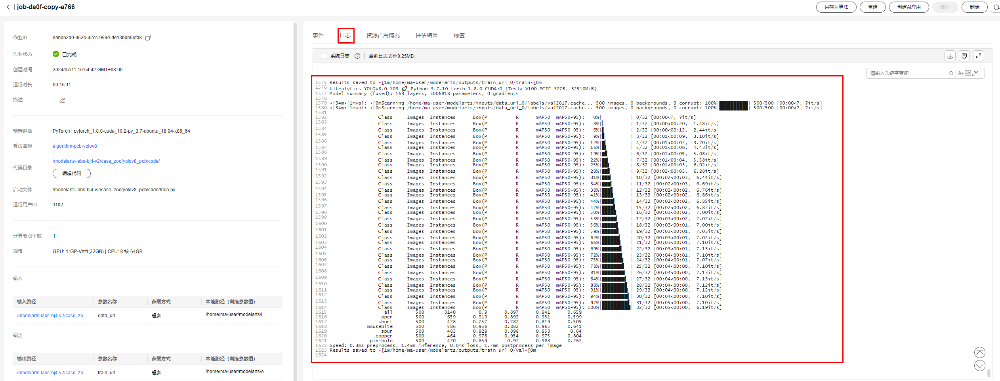 job-da0f-copy-a766
另存为算法 重建 创建AI应用 终止 删除
作业ID eabdb2d0-452b-42cc-959d-de13bdb5bfd8
作业状态 已完成
创建时间 2024/07/11 16:54:42 GMT+08:00
运行时长 00:16:11
描述 --
预置镜像 PyTorch | pytorch_1.8.0-cuda_10.2-py_3.7-ubuntu_18.04-x86_64
算法名称 algorithm-pcb-yolov8
代码目录 /modelarts-labs-bj4-v2/case_zoo/yolov8_pcb/code/
编辑代码
启动文件 /modelarts-labs-bj4-v2/case_zoo/yolov8_pcb/code/train.py
运行用户ID 1102
计算节点个数 1
规格 GPU: 1*GP-Vnt1(32GB) | CPU: 8 核 64GB
输入
输入路径 参数名称 获取方式 本地路径（训练参数值）
/modelarts-labs-bj4-v2/case_zo... data_url 超参 /home/ma-user/modelarts/i...
输出
输出路径 参数名称 获取方式 本地路径（训练参数值）
/modelarts-labs-bj4-v2/case_zo... train_url 超参 /home/ma-user/modelarts/o...
事件 日志 资源占用情况 评估结果 标签
系统日志 ? 当前日志文件0.25MB;
请输入关键字查询 Aa Abl .*
1575 Results saved to •[1m/home/ma-user/modelarts/outputs/train_url_0/train•[0m
1576 Ultralytics YOLOv8.0.109 🚀 Python-3.7.10 torch-1.8.0 CUDA:0 (Tesla V100-PCIE-32GB, 32510MiB)
1577 Model summary (fused): 168 layers, 3006818 parameters, 0 gradients
1578
1579 •[34m•[1mval: •[0mScanning /home/ma-user/modelarts/inputs/data_url_0/labels/val2017.cache... 500 images, 0 backgrounds, 0 corrupt: 100%|██████████| 500/500 [00:00<?, ?it/s]
1580 •[34m•[1mval: •[0mScanning /home/ma-user/modelarts/inputs/data_url_0/labels/val2017.cache... 500 images, 0 backgrounds, 0 corrupt: 100%|██████████| 500/500 [00:00<?, ?it/s]
1581
1582 Class Images Instances Box(P R mAP50 mAP50-95): 0%| | 0/32 [00:00<?, ?it/s]
1583 Class Images Instances Box(P R mAP50 mAP50-95): 3%| | 1/32 [00:00<00:20, 1.48it/s]
1584 Class Images Instances Box(P R mAP50 mAP50-95): 6%| | 2/32 [00:00<00:12, 2.44it/s]
1585 Class Images Instances Box(P R mAP50 mAP50-95): 9%| | 3/32 [00:01<00:09, 3.10it/s]
1586 Class Images Instances Box(P R mAP50 mAP50-95): 12%| | 4/32 [00:01<00:07, 3.70it/s]
1587 Class Images Instances Box(P R mAP50 mAP50-95): 16%| | 5/32 [00:01<00:06, 4.43it/s]
1588 Class Images Instances Box(P R mAP50 mAP50-95): 19%| | 6/32 [00:01<00:05, 5.08it/s]
1589 Class Images Instances Box(P R mAP50 mAP50-95): 22%| | 7/32 [00:01<00:04, 5.58it/s]
1590 Class Images Instances Box(P R mAP50 mAP50-95): 25%| | 8/32 [00:01<00:03, 6.02it/s]
1591 Class Images Instances Box(P R mAP50 mAP50-95): 28%| | 9/32 [00:02<00:03, 6.28it/s]
1592 Class Images Instances Box(P R mAP50 mAP50-95): 31%| | 10/32 [00:02<00:03, 6.44it/s]
1593 Class Images Instances Box(P R mAP50 mAP50-95): 34%| | 11/32 [00:02<00:03, 6.69it/s]
1594 Class Images Instances Box(P R mAP50 mAP50-95): 38%| | 12/32 [00:02<00:02, 6.76it/s]
1595 Class Images Instances Box(P R mAP50 mAP50-95): 41%| | 13/32 [00:02<00:02, 6.86it/s]
1596 Class Images Instances Box(P R mAP50 mAP50-95): 44%| | 14/32 [00:02<00:02, 6.85it/s]
1597 Class Images Instances Box(P R mAP50 mAP50-95): 47%| | 15/32 [00:02<00:02, 6.87it/s]
1598 Class Images Instances Box(P R mAP50 mAP50-95): 50%| | 16/32 [00:03<00:02, 7.00it/s]
1599 Class Images Instances Box(P R mAP50 mAP50-95): 53%| | 17/32 [00:03<00:02, 7.07it/s]
1600 Class Images Instances Box(P R mAP50 mAP50-95): 56%| | 18/32 [00:03<00:01, 7.00it/s]
1601 Class Images Instances Box(P R mAP50 mAP50-95): 59%| | 19/32 [00:03<00:01, 7.03it/s]
1602 Class Images Instances Box(P R mAP50 mAP50-95): 62%| | 20/32 [00:03<00:01, 7.02it/s]
1603 Class Images Instances Box(P R mAP50 mAP50-95): 66%| | 21/32 [00:03<00:01, 7.10it/s]
1604 Class Images Instances Box(P R mAP50 mAP50-95): 69%| | 22/32 [00:03<00:01, 7.13it/s]
1605 Class Images Instances Box(P R mAP50 mAP50-95): 72%| | 23/32 [00:04<00:01, 7.10it/s]
1606 Class Images Instances Box(P R mAP50 mAP50-95): 75%| | 24/32 [00:04<00:01, 7.07it/s]
1607 Class Images Instances Box(P R mAP50 mAP50-95): 78%| | 25/32 [00:04<00:00, 7.10it/s]
1608 Class Images Instances Box(P R mAP50 mAP50-95): 81%| | 26/32 [00:04<00:00, 7.13it/s]
1609 Class Images Instances Box(P R mAP50 mAP50-95): 84%| | 27/32 [00:04<00:00, 7.13it/s]
1610 Class Images Instances Box(P R mAP50 mAP50-95): 88%| | 28/32 [00:04<00:00, 7.12it/s]
1611 Class Images Instances Box(P R mAP50 mAP50-95): 91%| | 29/32 [00:04<00:00, 7.12it/s]
1612 Class Images Instances Box(P R mAP50 mAP50-95): 94%| | 30/32 [00:04<00:00, 7.10it/s]
1613 Class Images Instances Box(P R mAP50 mAP50-95): 97%| | 31/32 [00:05<00:00, 7.10it/s]
1614 Class Images Instances Box(P R mAP50 mAP50-95): 100%| | 32/32 [00:05<00:00, 6.19it/s]
1615 all 500 3140 0.9 0.897 0.941 0.659
1616 open 500 659 0.919 0.892 0.951 0.599
1617 short 500 478 0.757 0.782 0.819 0.505
1618 mousebite 500 586 0.956 0.882 0.965 0.641
1619 spur 500 483 0.929 0.898 0.953 0.64
1620 copper 500 464 0.978 0.954 0.975 0.804
1621 pin-hole 500 470 0.859 0.97 0.983 0.762
1622 Speed: 0.3ms preprocess, 1.4ms inference, 0.0ms loss, 1.7ms postprocess per image
1623 Results saved to •[1m/home/ma-user/modelarts/outputs/train_url_0/val•[0m
1624